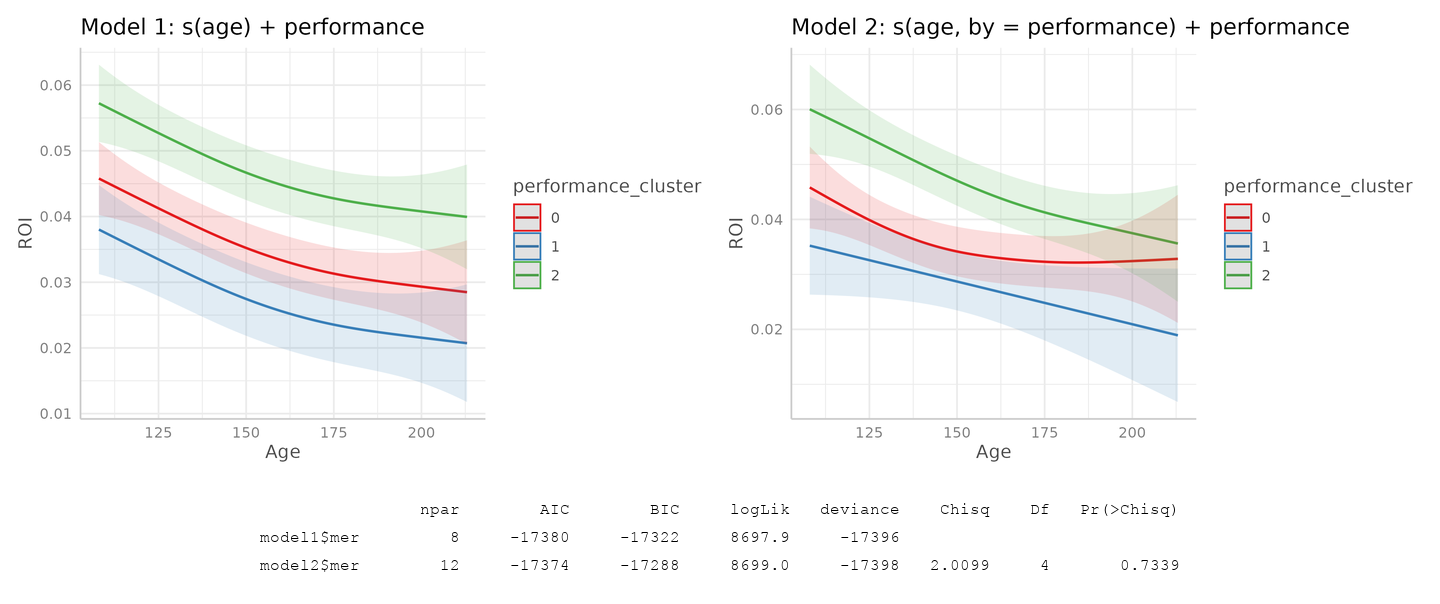 Model 1: s(age) + performance
0.06
0.05
0.04
0.03
0.02
0.01
ROI
125 150 175 200
Age
performance_cluster
0
1
2
Model 2: s(age, by = performance) + performance
0.06
0.04
0.02
ROI
125 150 175 200
Age
performance_cluster
0
1
2
npar AIC BIC logLik deviance Chisq Df Pr(>Chisq)
model1$mer 8 -17380 -17322 8697.9 -17396
model2$mer 12 -17374 -17288 8699.0 -17398 2.0099 4 0.7339